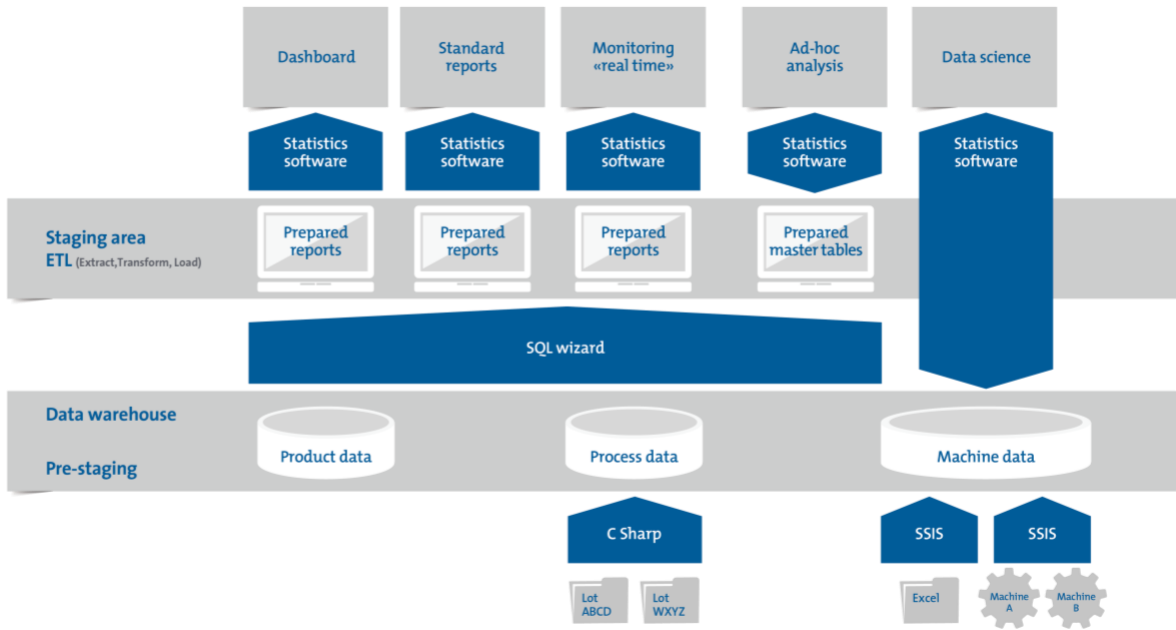 Dashboard
Standard
reports
Monitoring
«real time»
Ad-hoc
analysis
Data science
Statistics
software
Statistics
software
Statistics
software
Statistics
software
Statistics
software
Staging area
ETL (Extract,Transform, Load)
Prepared
reports
Prepared
reports
Prepared
reports
Prepared
master tables
SQL wizard
Data warehouse
Pre-staging
Product data
Process data
Machine data
C Sharp
SSIS
SSIS
Lot
ABCD
Lot
WXYZ
Excel
Machine
A
Machine
B